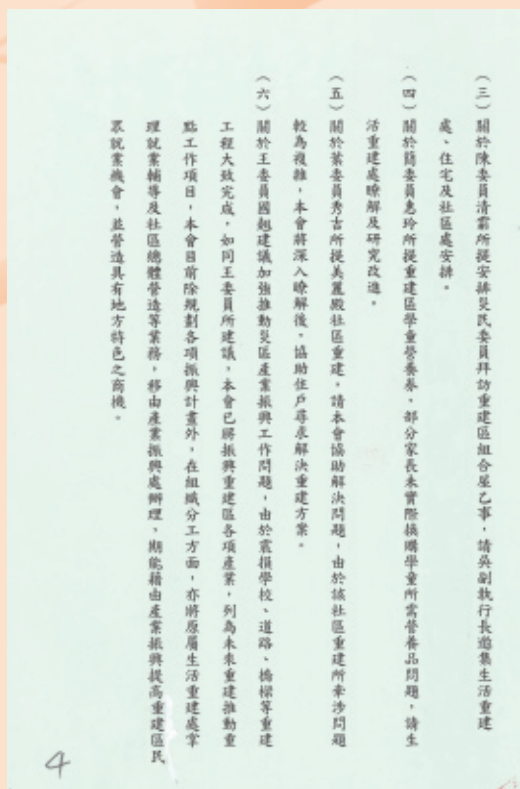 （三）關於陳委員清霖所提安排災民委員拜訪重建區組合屋乙事，請吳副執行長邀集生活重建
處、住宅及社區處安排。
（四）關於簡委員惠玲所提重建區學童營養券，部分家長未實際換購學童所需營養品問題，請生
活重建處瞭解及研究改進。
（五）關於葉委員秀吉所提美麗殿社區重建，請本會協助解決問題，由於該社區重建所牽涉問題
較為複雜，本會將深入瞭解後，協助住戶尋求解決重建方案。
（六）關於王委員國趐建議加強推動災區產業振興工作問題，由於震損學校、道路、橋樑等重建
工程大致完成，如同王委員所建議，本會已將振興重建區各項產業，列為未來重建推動重
點工作項目，本會目前除規劃各項振興計畫外，在組織分工方面，亦將原屬生活重建處掌
理就業輔導及社區總體營造等業務，移由產業振興處辦理，期能藉由產業振興提高重建區民
眾就業機會，並營造具有地方特色之商機。
4